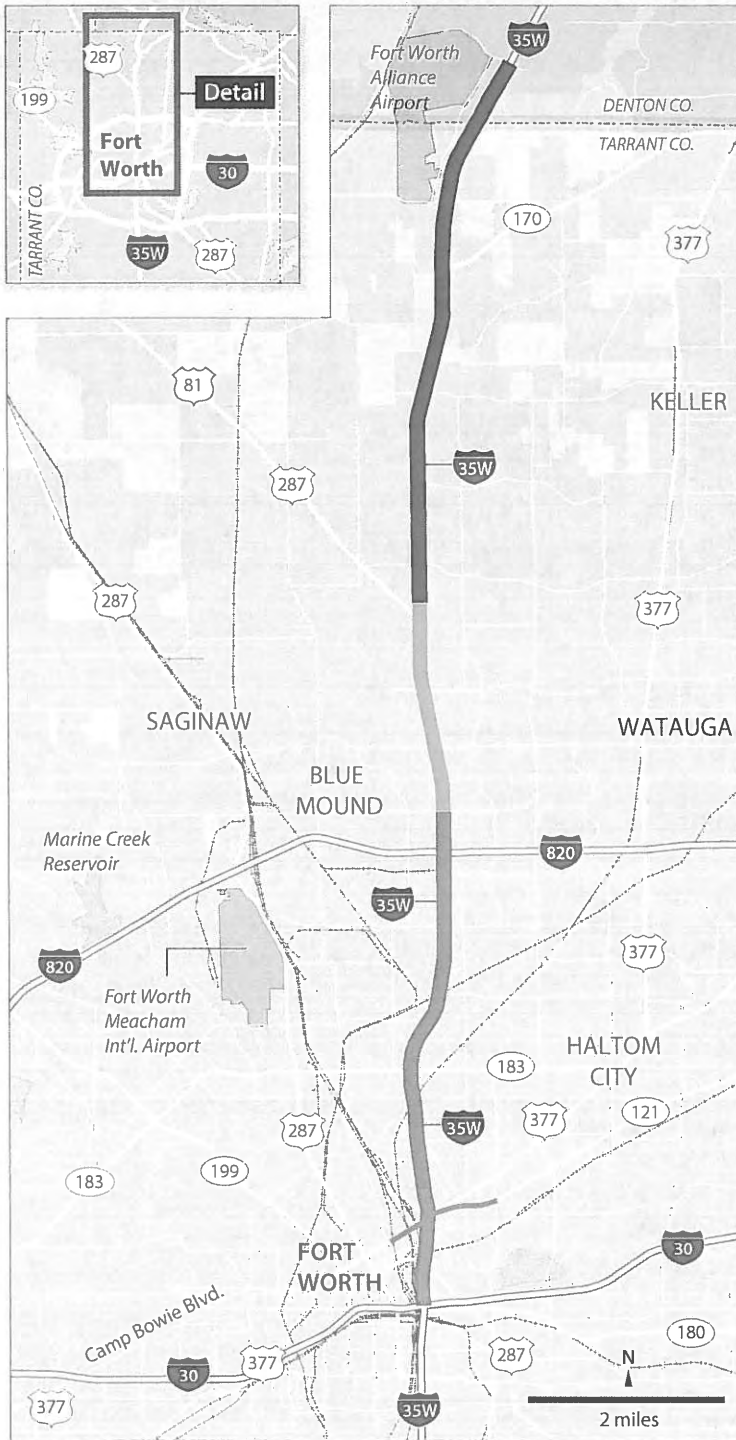 287
199
Detail
Fort
Worth
30
TARRANT CO.
35W
287
35W
Fort Worth
Alliance
Airport
DENTON CO.
TARRANT CO.
170
377
81
KELLER
35W
287
287
377
SAGINAW
WATAUGA
BLUE
MOUND
Marine Creek
Reservoir
820
35W
377
820
Fort Worth
Meacham
Int'l. Airport
HALTOM
CITY
183
377
121
287
35W
183
199
FORT
WORTH
30
Camp Bowie Blvd.
180
287
377
N
30
377
35W
2 miles